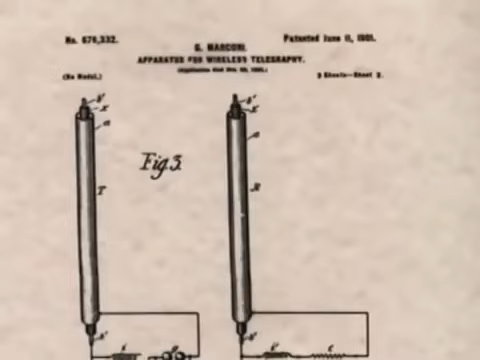 No. 676,332.
Patented June 11, 1901.
G. MARCONI.
APPARATUS FOR WIRELESS TELEGRAPHY.
(No Model.)
2 Sheets—Sheet 2.
b'
b'
x
x
a
a
Fig 3.
T
R
b'
b'